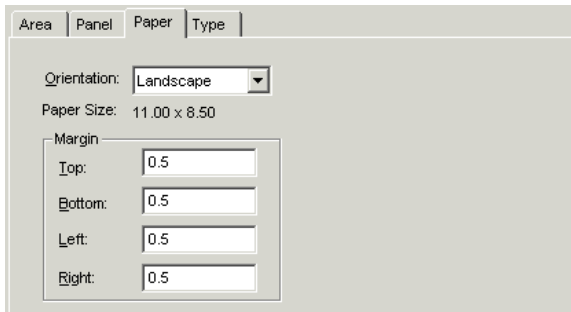 Area Panel Paper Type
Orientation: Landscape
Paper Size: 11.00 x 8.50
Margin
Top: 0.5
Bottom: 0.5
Left: 0.5
Right: 0.5